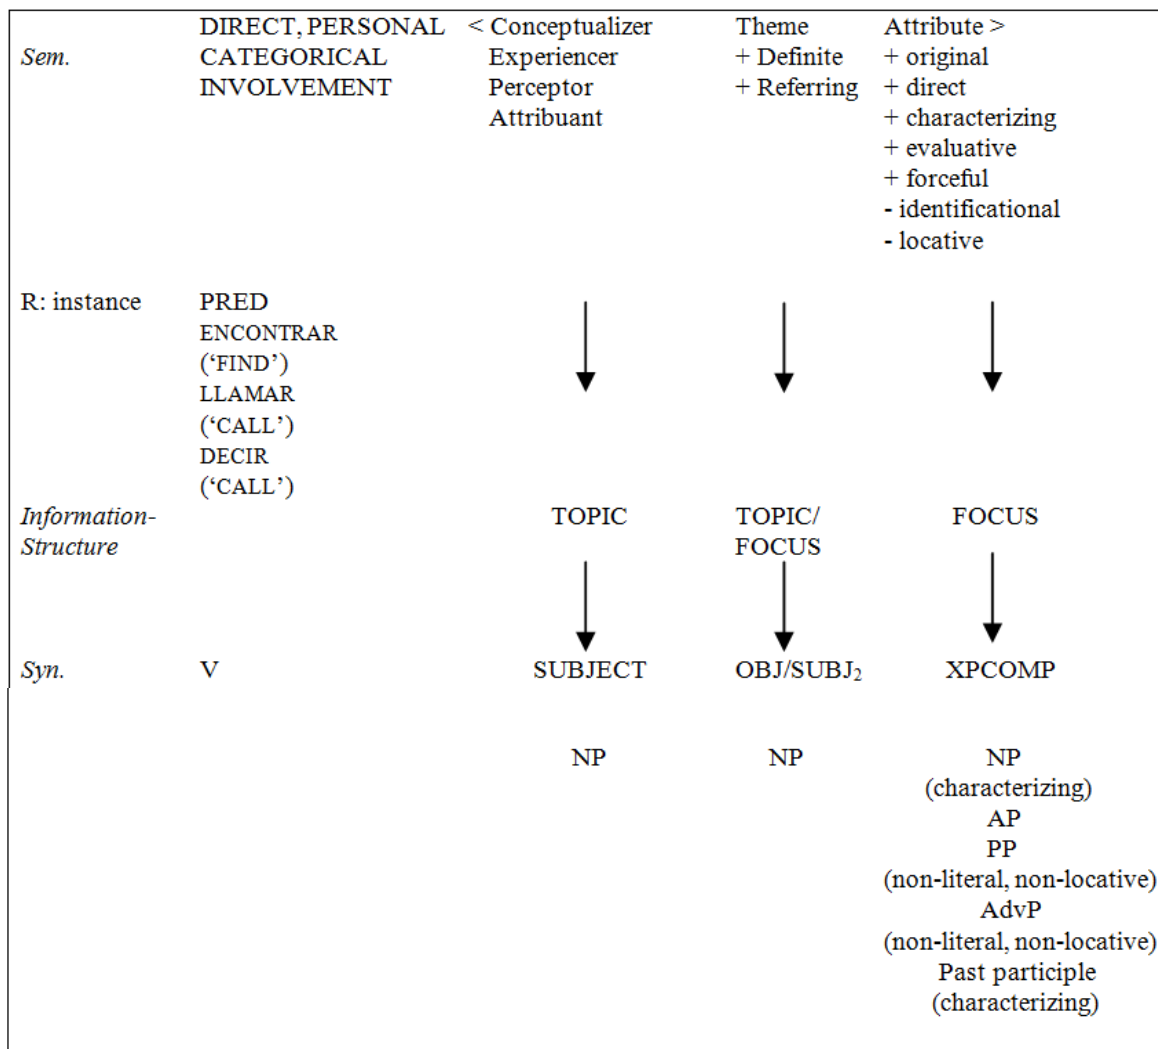 DIRECT, PERSONAL < Conceptualizer Theme Attribute >
Sem. CATEGORICAL Experiencer + Definite + original
INVOLVEMENT Perceptor + Referring + direct
Attribuant + characterizing
+ evaluative
+ forceful
- identificational
- locative
R: instance PRED
ENCONTRAR
(‘FIND’)
LLAMAR
(‘CALL’)
DECIR
(‘CALL’)
Information- TOPIC TOPIC/ FOCUS
Structure FOCUS
Syn. V SUBJECT OBJ/SUBJ₂ XPCOMP
NP NP NP
(characterizing)
AP
PP
(non-literal, non-locative)
AdvP
(non-literal, non-locative)
Past participle
(characterizing)